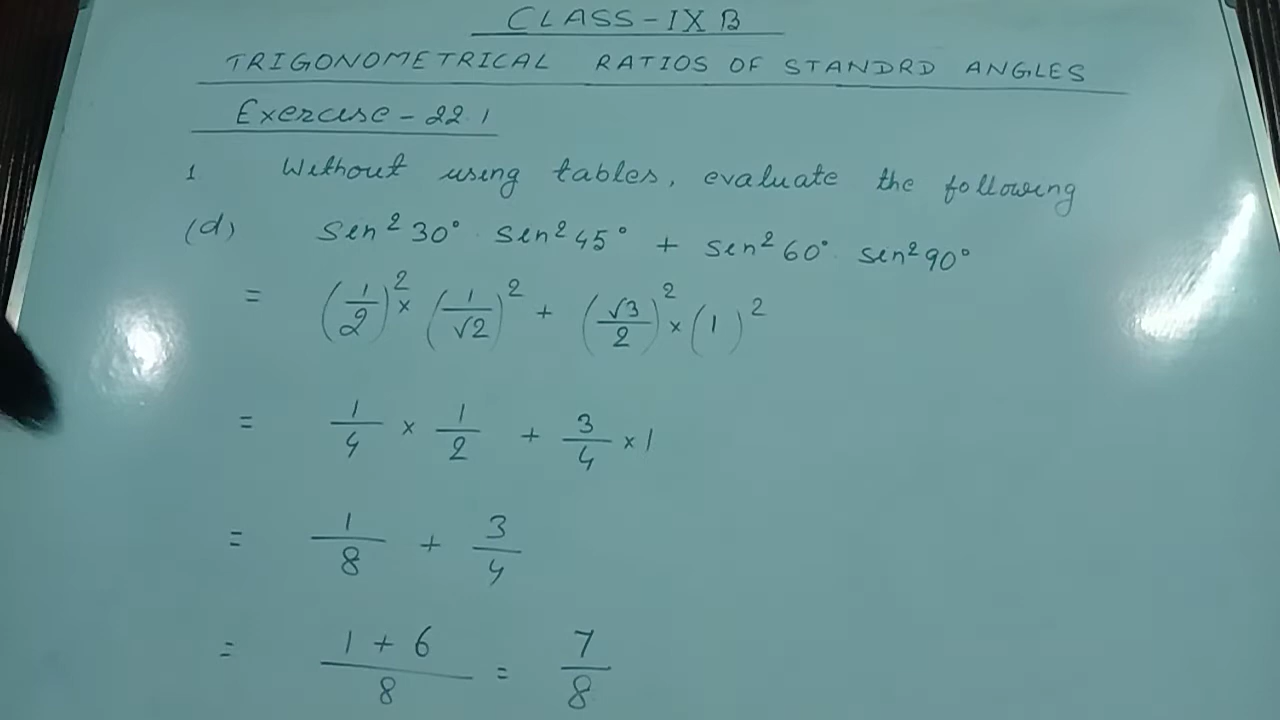 CLASS-IX B
TRIGONOMETRICAL RATIOS OF STANDRD ANGLES
Exercise - 22.1
1 Without using tables, evaluate the following
(d) sin² 30° · sin² 45° + sin² 60° · sin² 90°
= (1/2)² × (1/√2)² + (√3/2)² × (1)²
= 1/4 × 1/2 + 3/4 × 1
= 1/8 + 3/4
= (1 + 6)/8 = 7/8